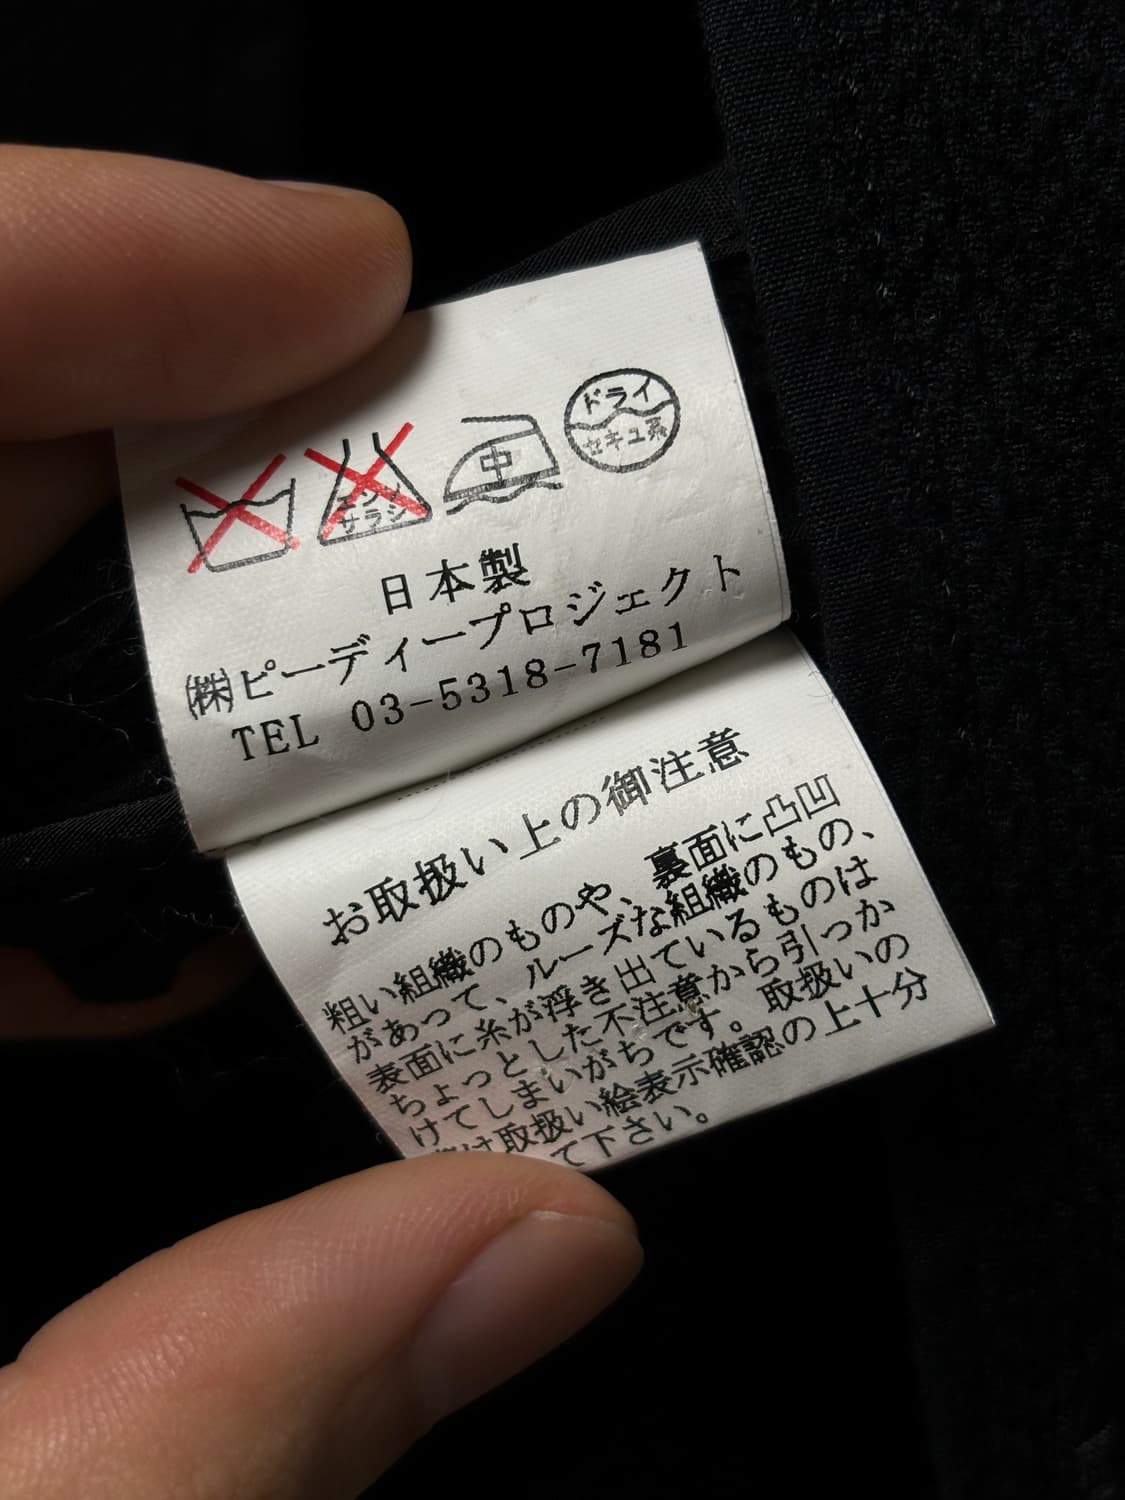 エンソ
サラシ
中
ドライ
セキユ系
日本製
㈱ピーディープロジェクト
TEL 03-5318-7181
お取扱い上の御注意
粗い組織のものや、裏面に凸凹
があって、ルーズな組織のもの、
表面に糸が浮き出ているものは
ちょっとした不注意から引っか
けてしまいがちです。取扱いの
は取扱い絵表示確認の上十分
て下さい。